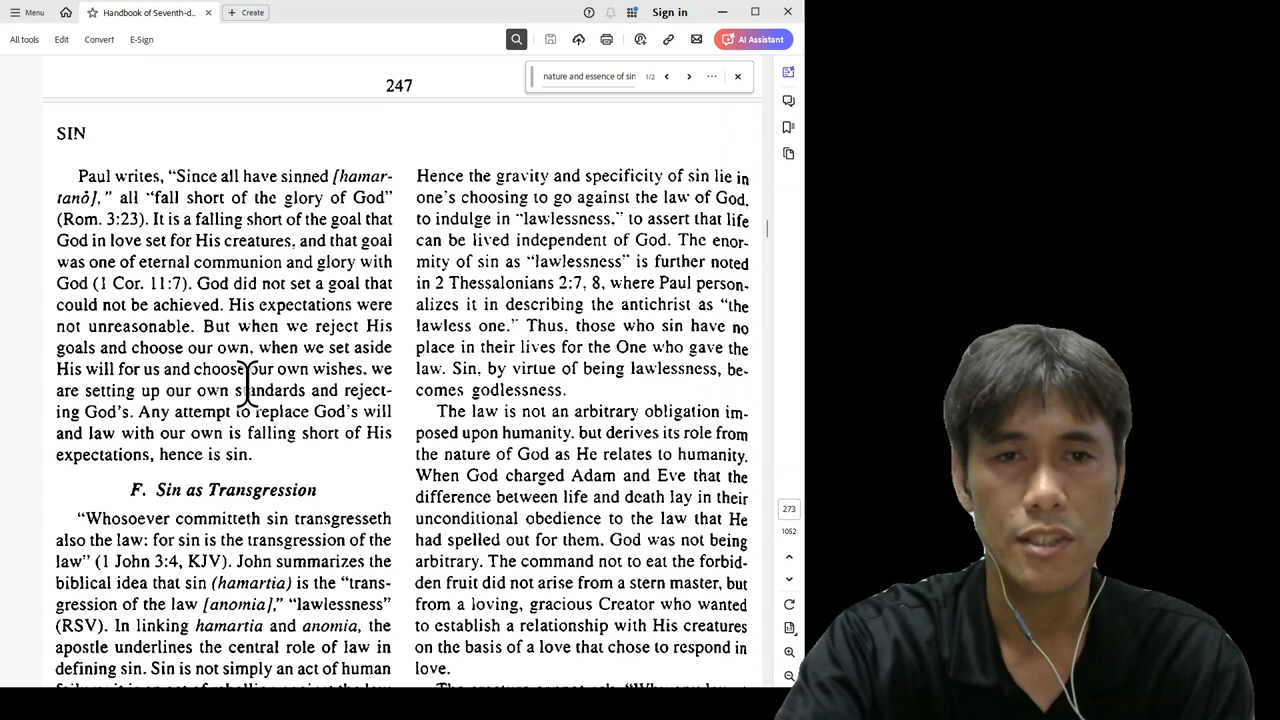 Menu
Handbook of Seventh-d...
Create
Sign in
All tools
Edit
Convert
E-Sign
AI Assistant
nature and essence of sin
1/2
247
SIN
Paul writes, “Since all have sinned [hamar-
tanō],” all “fall short of the glory of God”
(Rom. 3:23). It is a falling short of the goal that
God in love set for His creatures, and that goal
was one of eternal communion and glory with
God (1 Cor. 11:7). God did not set a goal that
could not be achieved. His expectations were
not unreasonable. But when we reject His
goals and choose our own, when we set aside
His will for us and choose our own wishes, we
are setting up our own standards and reject-
ing God’s. Any attempt to replace God’s will
and law with our own is falling short of His
expectations, hence is sin.
F. Sin as Transgression
“Whosoever committeth sin transgresseth
also the law: for sin is the transgression of the
law” (1 John 3:4, KJV). John summarizes the
biblical idea that sin (hamartia) is the “trans-
gression of the law [anomia],” “lawlessness”
(RSV). In linking hamartia and anomia, the
apostle underlines the central role of law in
defining sin. Sin is not simply an act of human
Hence the gravity and specificity of sin lie in
one’s choosing to go against the law of God,
to indulge in “lawlessness,” to assert that life
can be lived independent of God. The enor-
mity of sin as “lawlessness” is further noted
in 2 Thessalonians 2:7, 8, where Paul person-
alizes it in describing the antichrist as “the
lawless one.” Thus, those who sin have no
place in their lives for the One who gave the
law. Sin, by virtue of being lawlessness, be-
comes godlessness.
The law is not an arbitrary obligation im-
posed upon humanity, but derives its role from
the nature of God as He relates to humanity.
When God charged Adam and Eve that the
difference between life and death lay in their
unconditional obedience to the law that He
had spelled out for them, God was not being
arbitrary. The command not to eat the forbid-
den fruit did not arise from a stern master, but
from a loving, gracious Creator who wanted
to establish a relationship with His creatures
on the basis of a love that chose to respond in
love.
273
1052